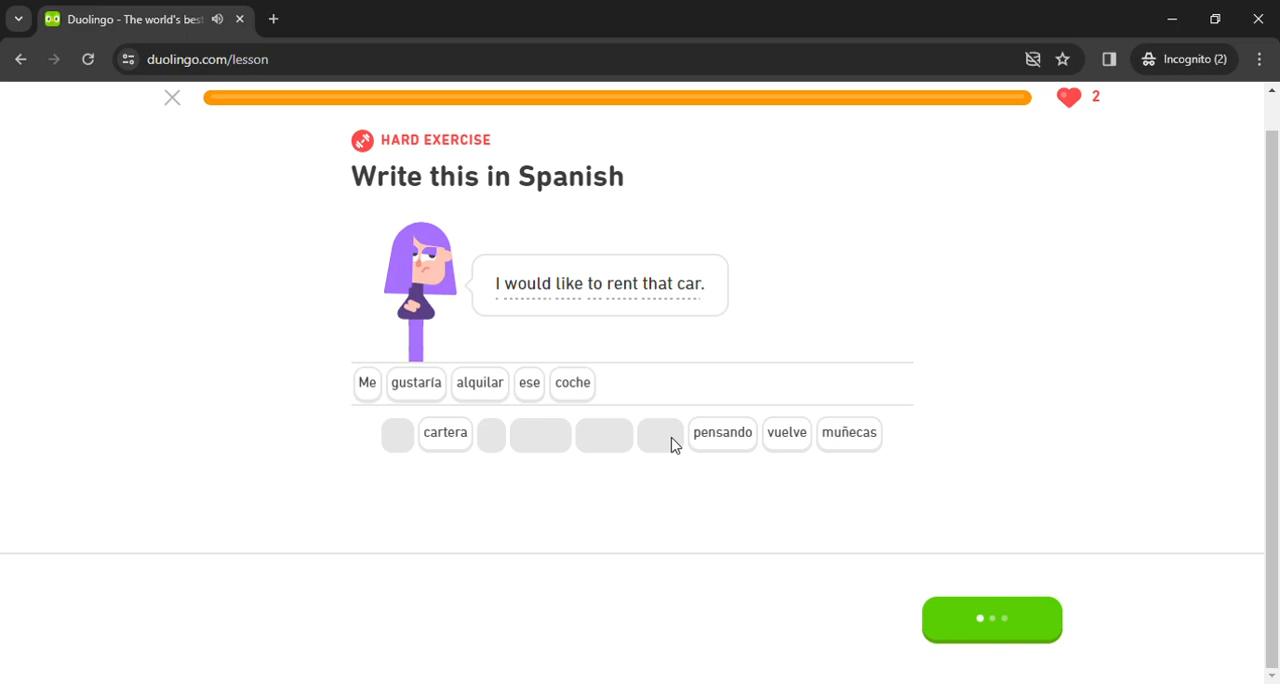 Duolingo - The world's bes
duolingo.com/lesson
Incognito (2)
2
HARD EXERCISE
Write this in Spanish
I would like to rent that car.
Me gustaría alquilar ese coche
cartera pensando vuelve muñecas